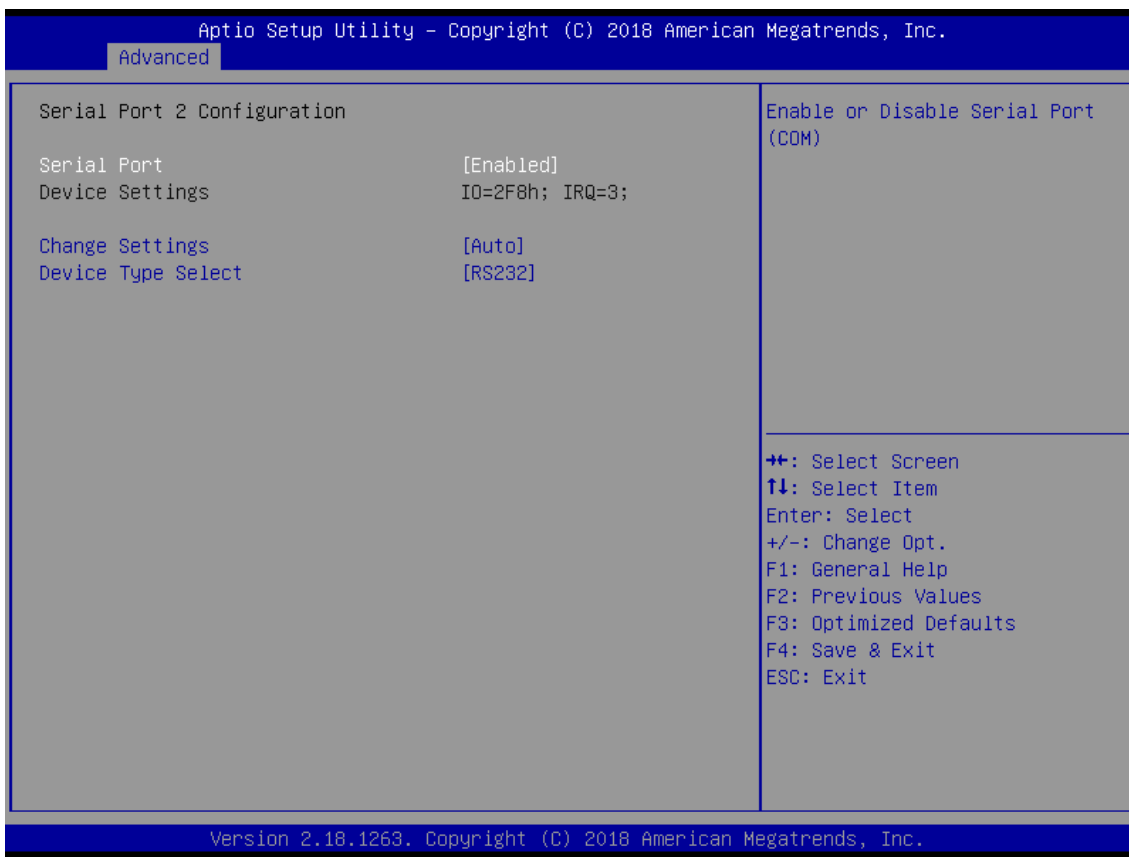 Aptio Setup Utility – Copyright (C) 2018 American Megatrends, Inc.
Advanced
Serial Port 2 Configuration
Serial Port [Enabled]
Device Settings IO=2F8h; IRQ=3;
Change Settings [Auto]
Device Type Select [RS232]
Enable or Disable Serial Port
(COM)
→←: Select Screen
↑↓: Select Item
Enter: Select
+/-: Change Opt.
F1: General Help
F2: Previous Values
F3: Optimized Defaults
F4: Save & Exit
ESC: Exit
Version 2.18.1263. Copyright (C) 2018 American Megatrends, Inc.